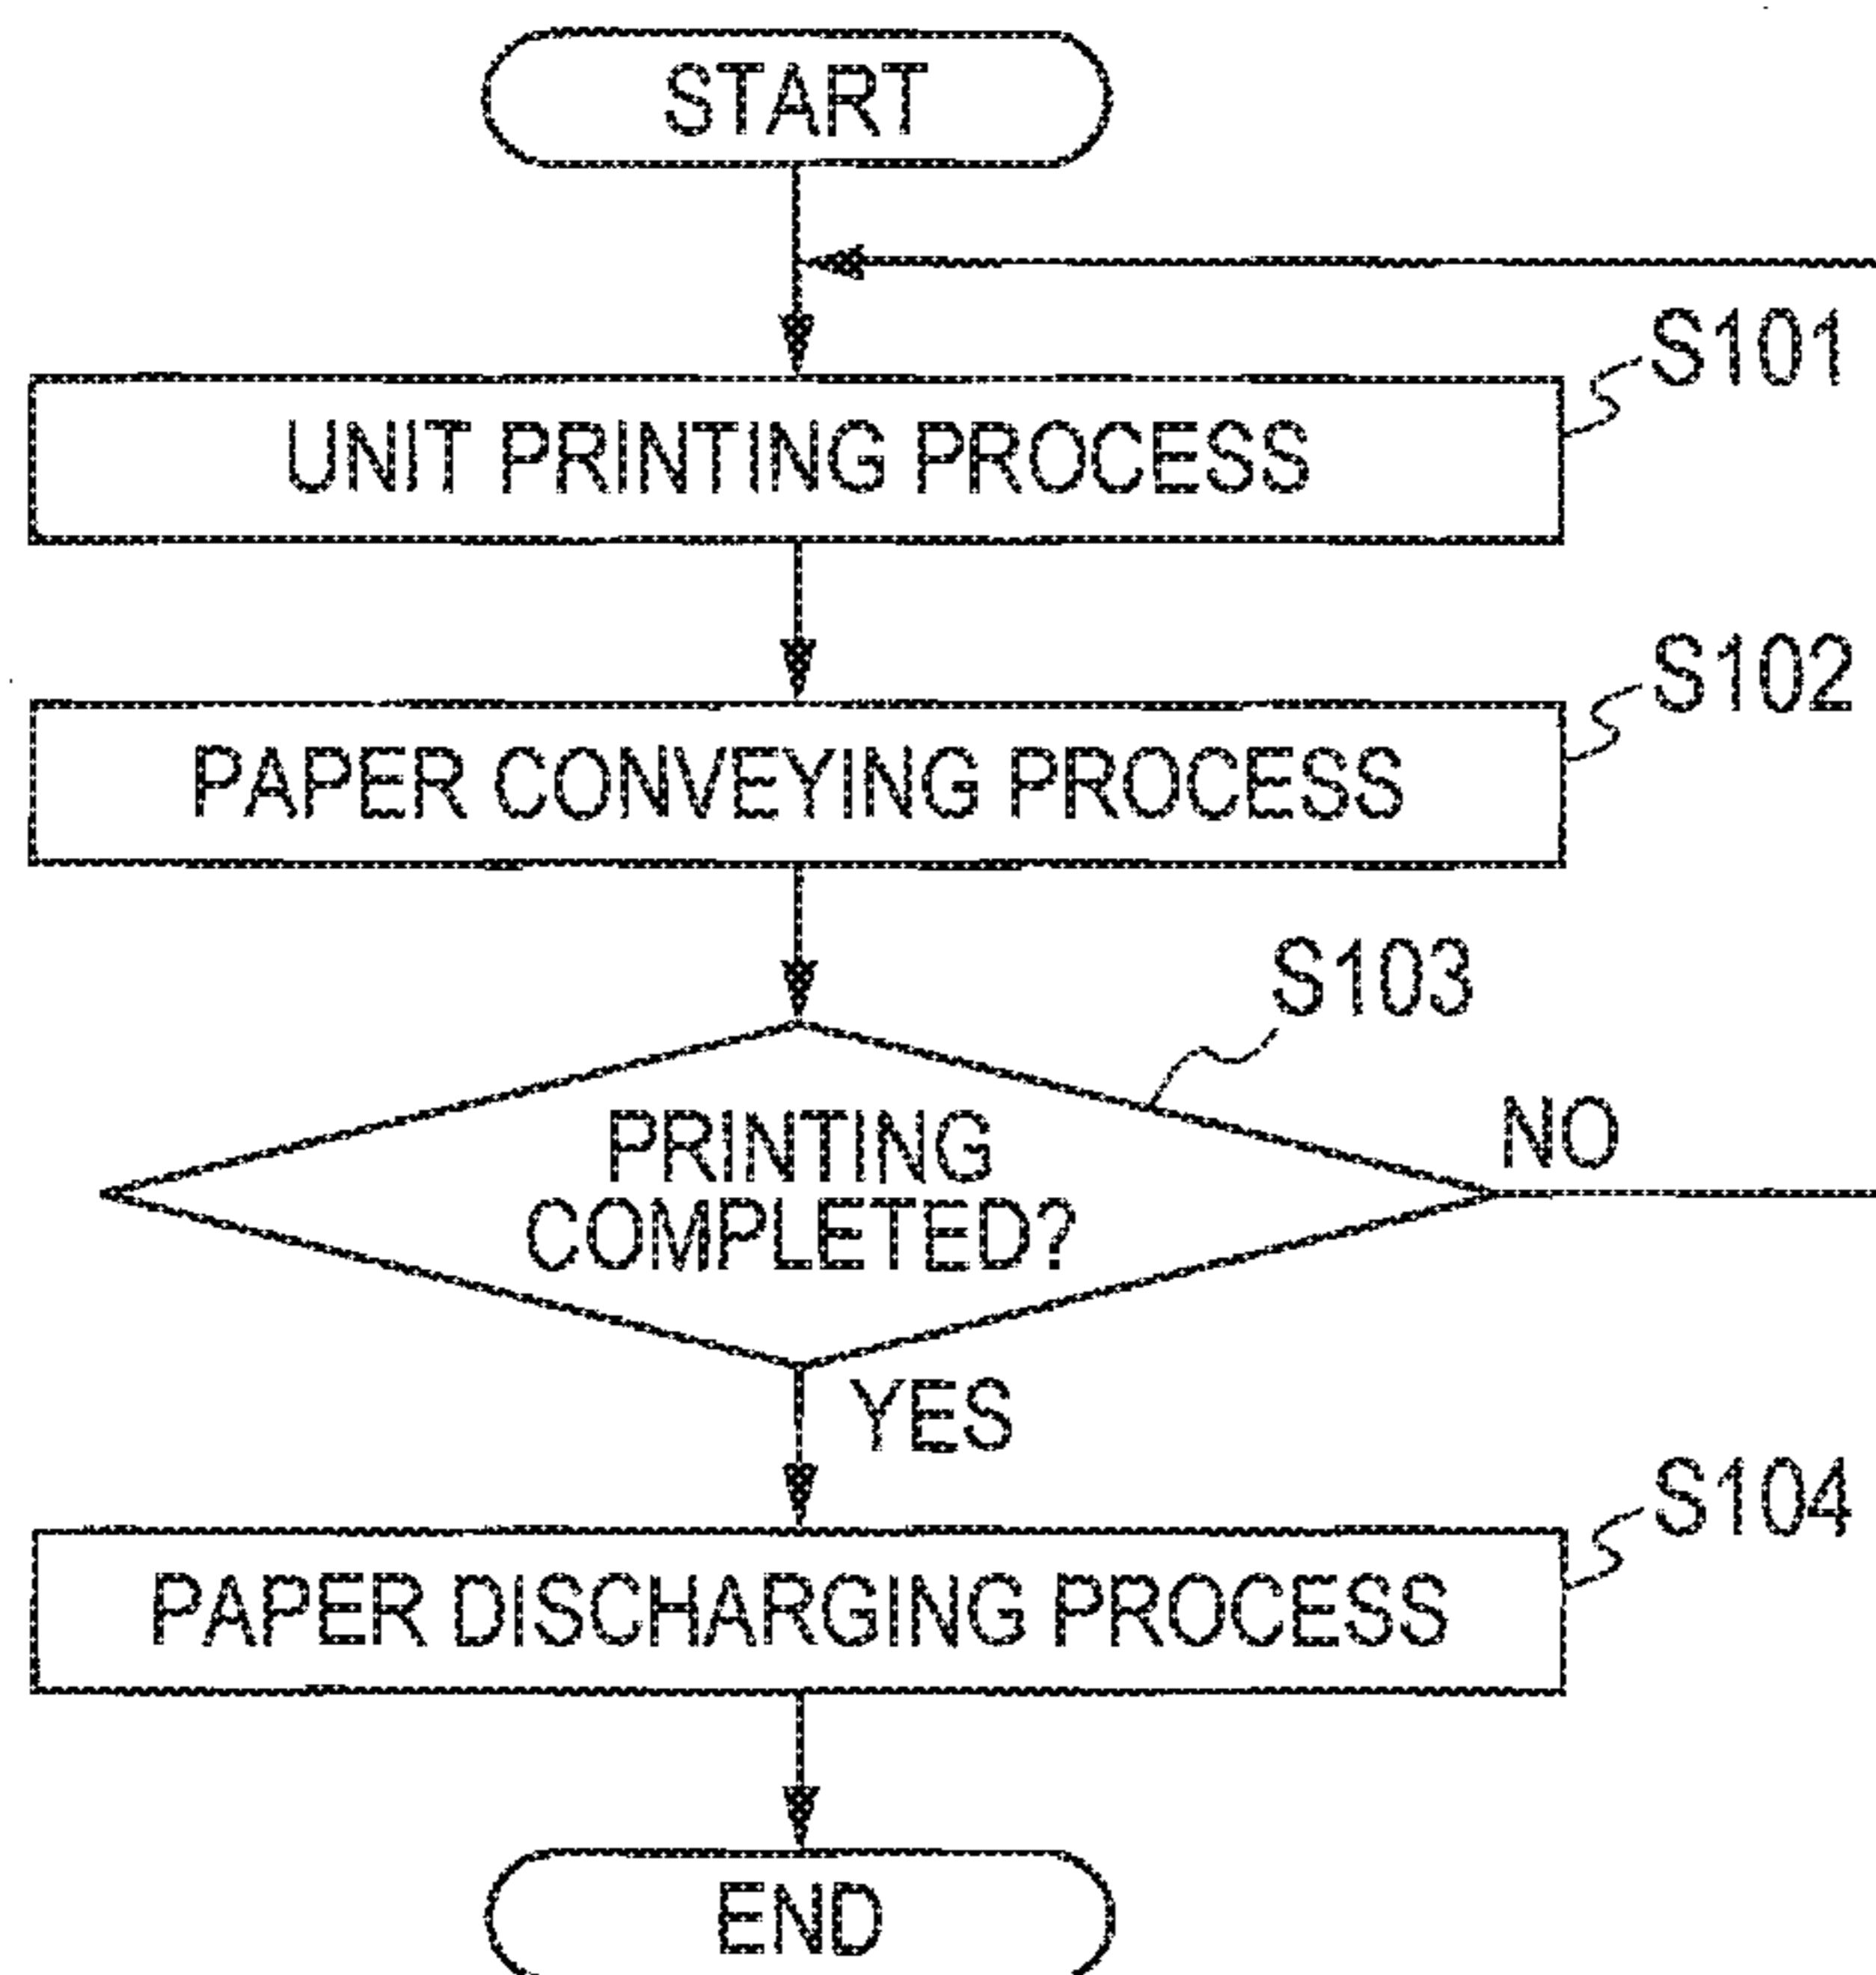 START
S101
UNIT PRINTING PROCESS
S102
PAPER CONVEYING PROCESS
S103
PRINTING
COMPLETED?
NO
YES
S104
PAPER DISCHARGING PROCESS
END